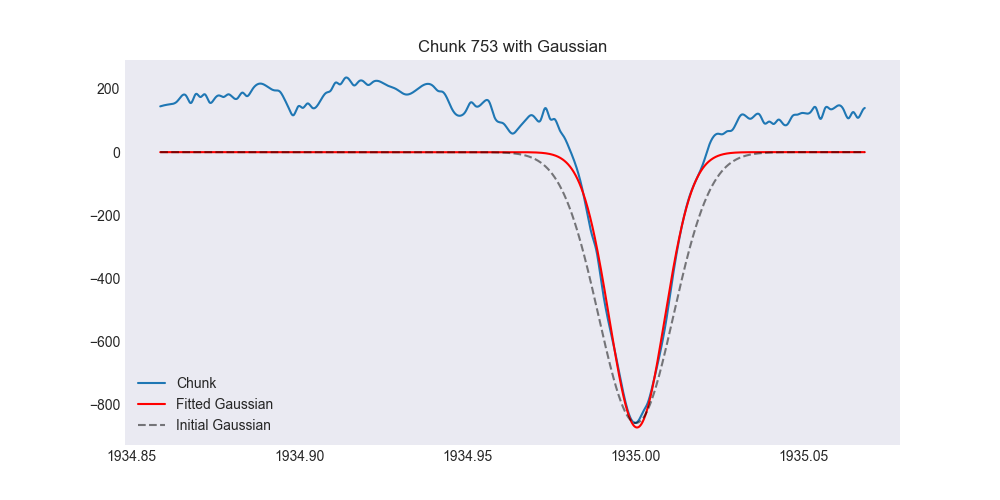 Chunk 753 with Gaussian
200
0
−200
−400
−600
−800
Chunk
Fitted Gaussian
Initial Gaussian
1934.85 1934.90 1934.95 1935.00 1935.05